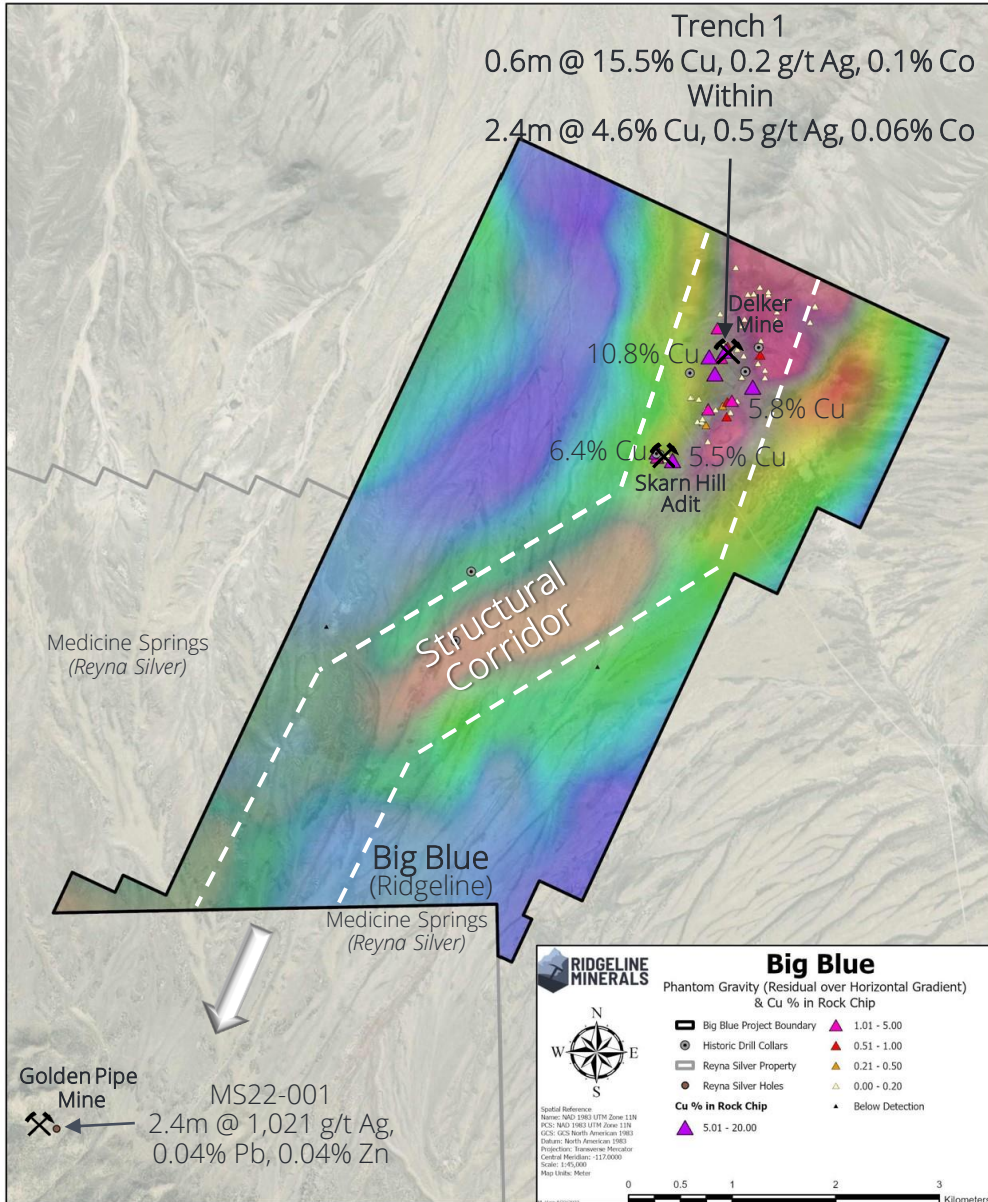 Trench 1
0.6m @ 15.5% Cu, 0.2 g/t Ag, 0.1% Co
Within
2.4m @ 4.6% Cu, 0.5 g/t Ag, 0.06% Co
Delker
Mine
10.8% Cu
5.8% Cu
6.4% Cu
5.5% Cu
Skarn Hill
Adit
Structural
Corridor
Medicine Springs
(Reyna Silver)
Big Blue
(Ridgeline)
Medicine Springs
(Reyna Silver)
Golden Pipe
Mine
MS22-001
2.4m @ 1,021 g/t Ag,
0.04% Pb, 0.04% Zn
RIDGELINE
MINERALS
Big Blue
Phantom Gravity (Residual over Horizontal Gradient)
& Cu % in Rock Chip
N
W
E
S
Big Blue Project Boundary
Historic Drill Collars
Reyna Silver Property
Reyna Silver Holes
Cu % in Rock Chip
5.01 - 20.00
1.01 - 5.00
0.51 - 1.00
0.21 - 0.50
0.00 - 0.20
Below Detection
Spatial Reference
Name: NAD 1983 UTM Zone 11N
PCS: NAD 1983 UTM Zone 11N
GCS: GCS North American 1983
Datum: North American 1983
Projection: Transverse Mercator
Central Meridian: -117.0000
Scale: 1:45,000
Map Units: Meter
0 0.5 1 2 3
Kilometers